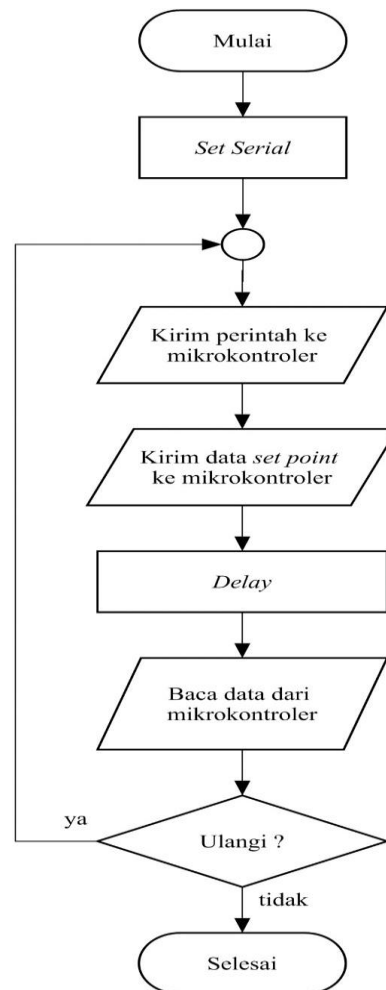 Mulai
Set Serial
Kirim perintah ke
mikrokontroler
Kirim data set point
ke mikrokontroler
Delay
Baca data dari
mikrokontroler
ya
Ulangi ?
tidak
Selesai